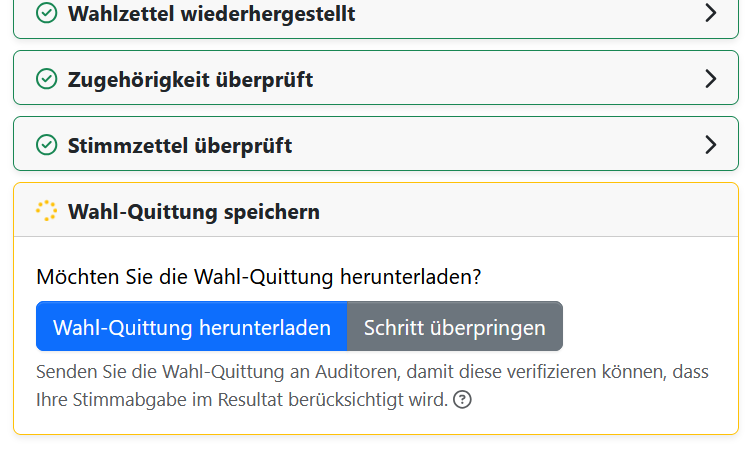 Wahlzettel wiederhergestellt
Zugehörigkeit überprüft
Stimmzettel überprüft
Wahl-Quittung speichern
Möchten Sie die Wahl-Quittung herunterladen?
Wahl-Quittung herunterladen Schritt überpringen
Senden Sie die Wahl-Quittung an Auditoren, damit diese verifizieren können, dass
Ihre Stimmabgabe im Resultat berücksichtigt wird. ?